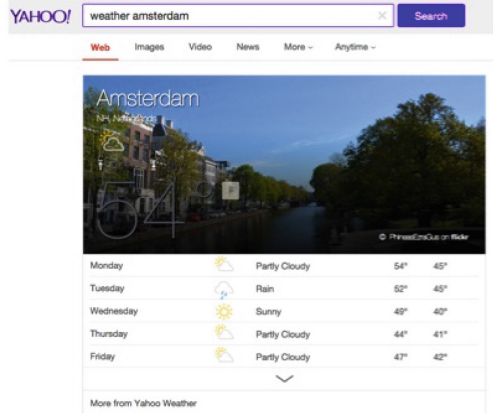 YAHOO!
weather amsterdam
Search
Web Images Video News More Anytime
Amsterdam
NH, Netherlands
54° F
© PhineasEzraGus on flickr
Monday Partly Cloudy 54° 45°
Tuesday Rain 52° 45°
Wednesday Sunny 49° 40°
Thursday Partly Cloudy 44° 41°
Friday Partly Cloudy 47° 42°
More from Yahoo Weather